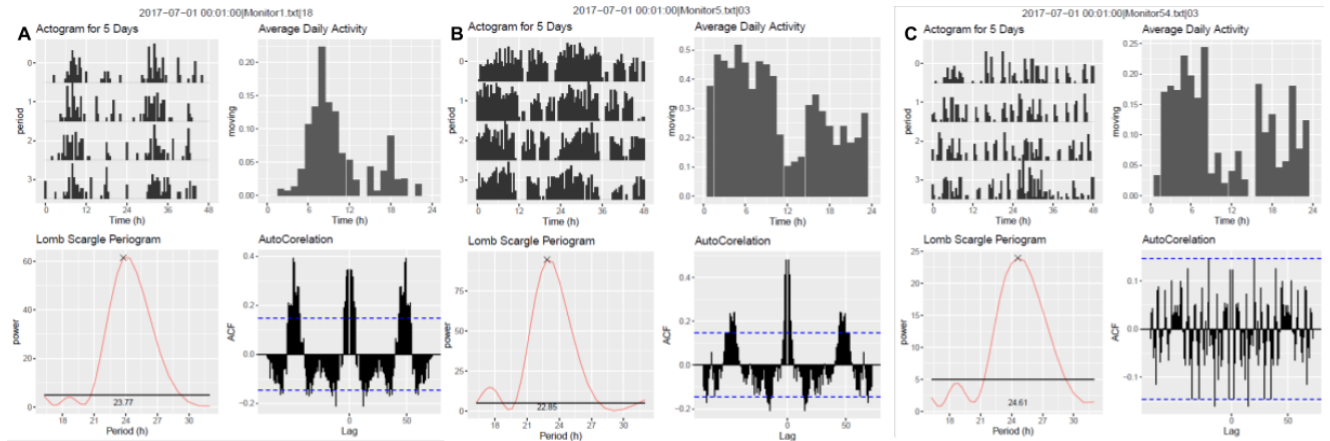 2017-07-01 00:01:00|Monitor1.txt|18
A
Actogram for 5 Days
Average Daily Activity
period
0
1
2
3
0
12
24
36
48
Time (h)
moving
0.20
0.15
0.10
0.05
0.00
0
6
12
18
24
Time (h)
Lomb Scargle Periogram
power
60
40
20
0
23.77
18
21
24
27
30
Period (h)
AutoCorelation
ACF
0.4
0.2
0.0
-0.2
0
50
Lag
2017-07-01 00:01:00|Monitor5.txt|03
B
Actogram for 5 Days
Average Daily Activity
period
0
1
2
3
0
12
24
36
48
Time (h)
moving
0.5
0.4
0.3
0.2
0.1
0.0
0
6
12
18
24
Time (h)
Lomb Scargle Periogram
power
75
50
25
0
22.85
18
21
24
27
30
Period (h)
AutoCorelation
ACF
0.4
0.2
0.0
-0.2
0
50
Lag
2017-07-01 00:01:00|Monitor54.txt|03
C
Actogram for 5 Days
Average Daily Activity
period
0
1
2
3
0
12
24
36
48
Time (h)
moving
0.25
0.20
0.15
0.10
0.05
0.00
0
6
12
18
24
Time (h)
Lomb Scargle Periogram
power
25
20
15
10
5
0
24.61
18
21
24
27
30
Period (h)
AutoCorelation
ACF
0.1
0.0
-0.1
0
50
Lag